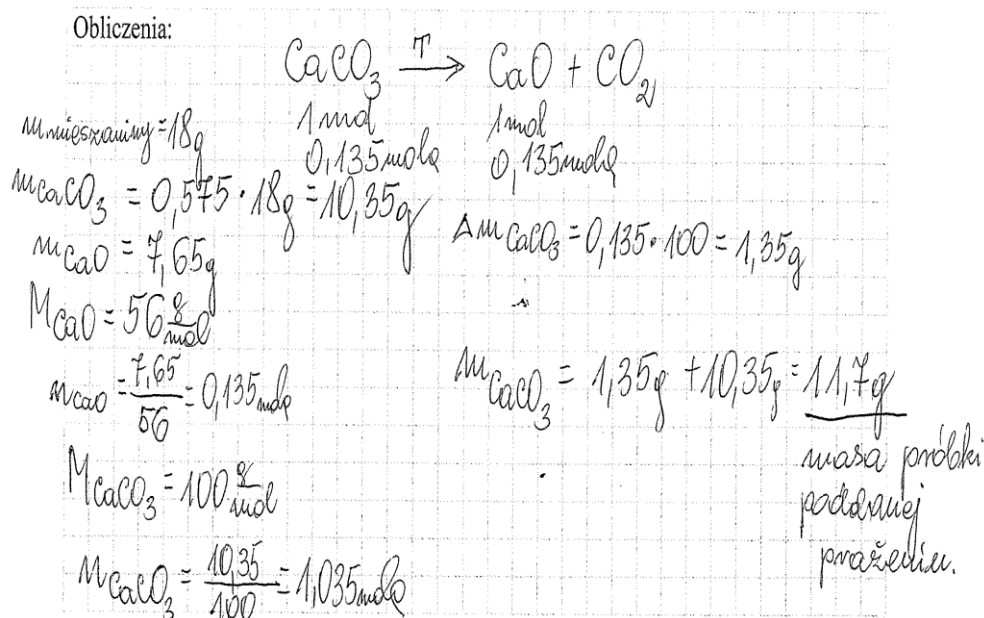 Obliczenia:
CaCO₃ —T→ CaO + CO₂
1 mol 1 mol
0,135 mola 0,135 mola
m mieszaniny = 18g
mCaCO₃ = 0,575 · 18g = 10,35g
mCaO = 7,65g
MCaO = 56 g/mol
nCaO = 7,65/56 = 0,135 mola
MCaCO₃ = 100 g/mol
nCaCO₃ = 10,35/100 = 1,035 mola
ΔmCaCO₃ = 0,135 · 100 = 1,35g
mCaCO₃ = 1,35g + 10,35g = 11,7g
masa próbki
poddanej
prażeniu.